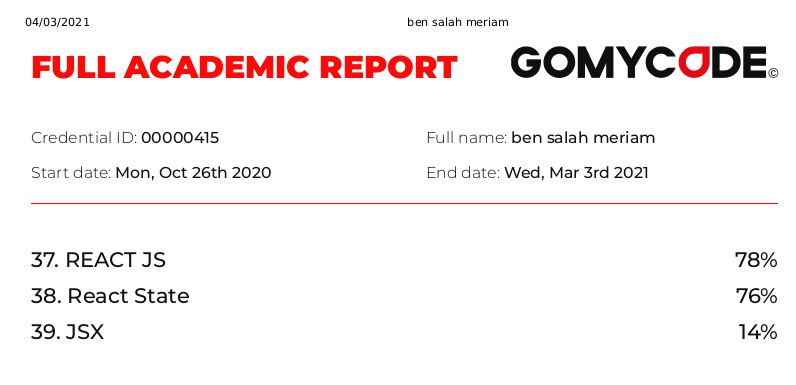 04/03/2021 ben salah meriam
FULL ACADEMIC REPORT GOMYCODE©
Credential ID: 00000415 Full name: ben salah meriam
Start date: Mon, Oct 26th 2020 End date: Wed, Mar 3rd 2021
37. REACT JS 78%
38. React State 76%
39. JSX 14%